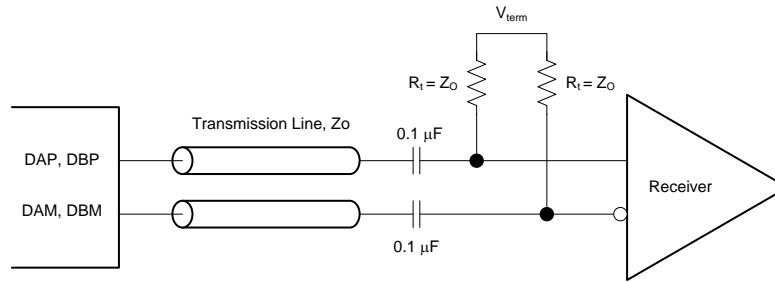 V_term
R_t = Z_O
R_t = Z_O
Transmission Line, Zo
0.1 μF
DAP, DBP
DAM, DBM
Receiver
0.1 μF